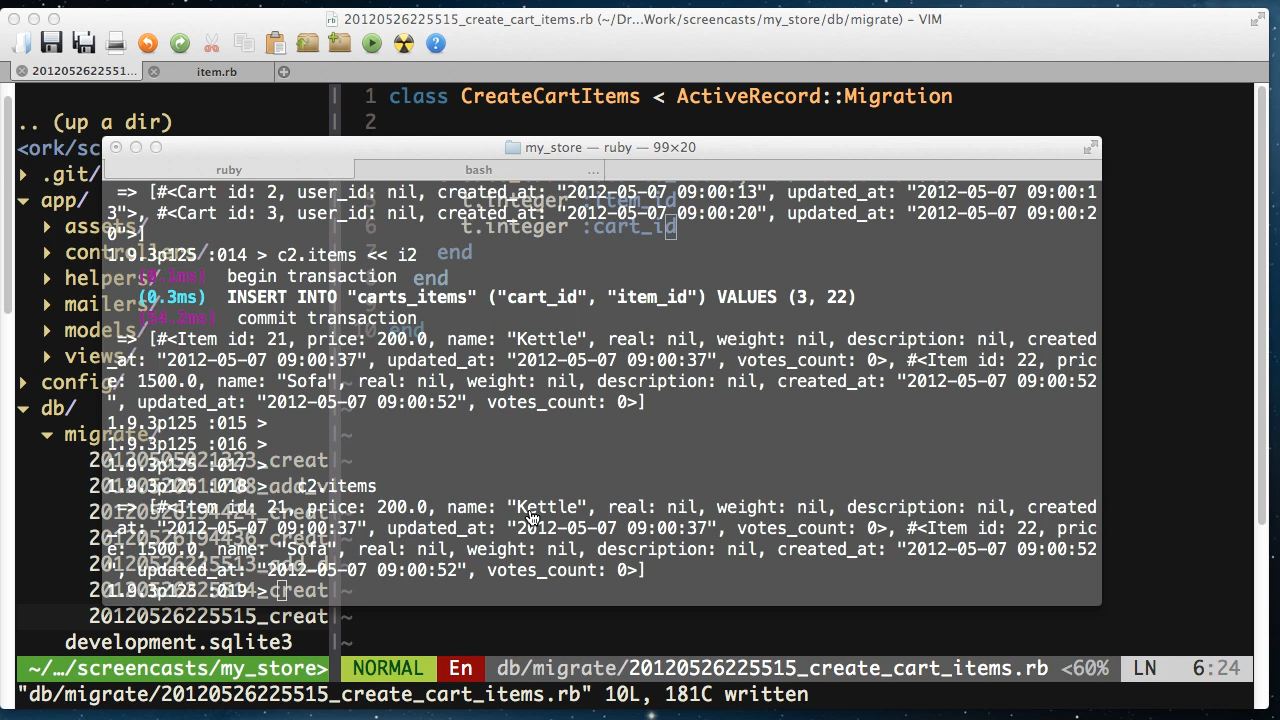 20120526225515_create_cart_items.rb (~/Dr...Work/screencasts/my_store/db/migrate) - VIM
2012052622551... item.rb
1 class CreateCartItems < ActiveRecord::Migration
.. (up a dir) 2
<ork/sc
my_store — ruby — 99×20
.git/
ruby bash ...
app/
=> [#<Cart id: 2, user_id: nil, created_at: "2012-05-07 09:00:13", updated_at: "2012-05-07 09:00:1
5 t.integer :item_id
3">, #<Cart id: 3, user_id: nil, created_at: "2012-05-07 09:00:20", updated_at: "2012-05-07 09:00:2
assets/
6 t.integer :cart_id
0">]
controllers/
1.9.3p125 :014 > c2.items << i2
7 end
begin transaction
helpers/
end
(0.3ms) INSERT INTO "carts_items" ("cart_id", "item_id") VALUES (3, 22)
mailers/
commit transaction
models/
10 end
=> [#<Item id: 21, price: 200.0, name: "Kettle", real: nil, weight: nil, description: nil, created
views/
_at: "2012-05-07 09:00:37", updated_at: "2012-05-07 09:00:37", votes_count: 0>, #<Item id: 22, pric
config/
e: 1500.0, name: "Sofa", real: nil, weight: nil, description: nil, created_at: "2012-05-07 09:00:52
db/
", updated_at: "2012-05-07 09:00:52", votes_count: 0>]
1.9.3p125 :015 >
migrate/
1.9.3p125 :016 >
1.9.3p125 :017 >
1.9.3p125 :018 > c2.items
=> [#<Item id: 21, price: 200.0, name: "Kettle", real: nil, weight: nil, description: nil, created
_at: "2012-05-07 09:00:37", updated_at: "2012-05-07 09:00:37", votes_count: 0>, #<Item id: 22, pric
e: 1500.0, name: "Sofa", real: nil, weight: nil, description: nil, created_at: "2012-05-07 09:00:52
", updated_at: "2012-05-07 09:00:52", votes_count: 0>]
1.9.3p125 :019 >
20120526225515_creat
development.sqlite3
~/…/screencasts/my_store> NORMAL En db/migrate/20120526225515_create_cart_items.rb <60% LN 6:24
"db/migrate/20120526225515_create_cart_items.rb" 10L, 181C written